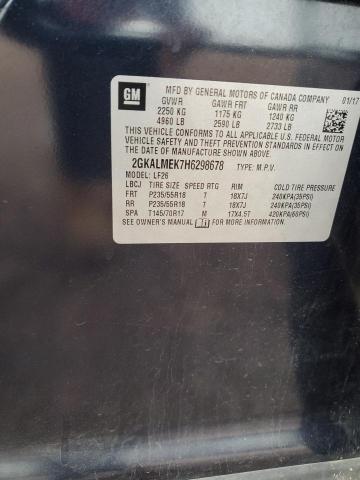 GM
MFD BY GENERAL MOTORS OF CANADA COMPANY 01/17
GVWR GAWR FRT GAWR RR
2250 KG 1175 KG 1240 KG
4960 LB 2590 LB 2733 LB
THIS VEHICLE CONFORMS TO ALL APPLICABLE U.S. FEDERAL MOTOR
VEHICLE SAFETY AND THEFT PREVENTION STANDARDS IN EFFECT ON
THE DATE OF MANUFACTURE SHOWN ABOVE.
2GKALMEK7H6298678 TYPE: M.P.V.
MODEL: LF26
LBCJ TIRE SIZE SPEED RTG RIM COLD TIRE PRESSURE
FRT P235/55R18 T 18X7J 240KPA(35PSI)
RR P235/55R18 T 18X7J 240KPA(35PSI)
SPA T145/70R17 M 17X4.5T 420KPA(60PSI)
SEE OWNER'S MANUAL FOR MORE INFORMATION